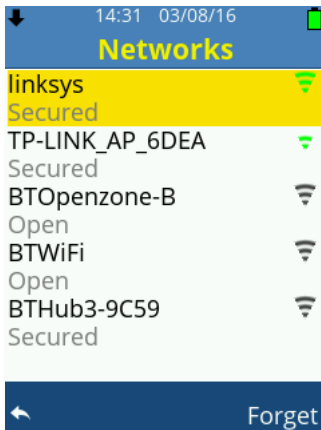 14:31 03/08/16
Networks
linksys
Secured
TP-LINK_AP_6DEA
Secured
BTOpenzone-B
Open
BTWiFi
Open
BTHub3-9C59
Secured
Forget